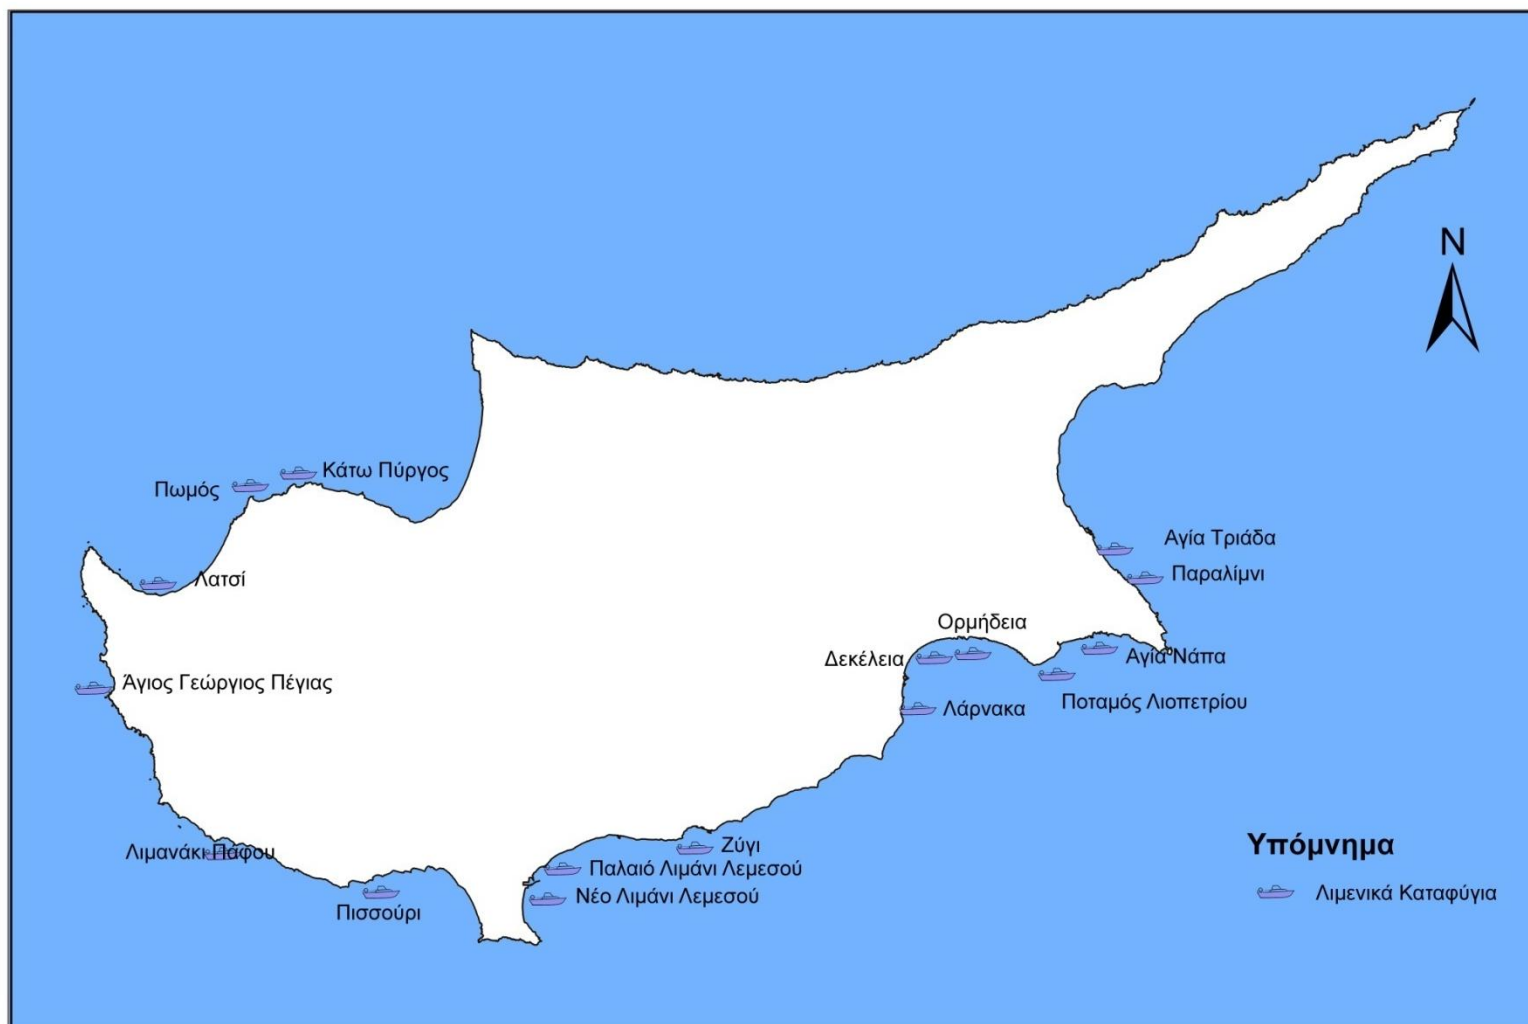 N
Κάτω Πύργος
Πωμός
Αγία Τριάδα
Παραλίμνι
Λατσί
Ορμήδεια
Δεκέλεια
Αγία Νάπα
Άγιος Γεώργιος Πέγιας
Ποταμός Λιοπετρίου
Λάρνακα
Υπόμνημα
Ζύγι
Λιμανάκι Πάφου
Παλαιό Λιμάνι Λεμεσού
Νέο Λιμάνι Λεμεσού
Λιμενικά Καταφύγια
Πισσούρι